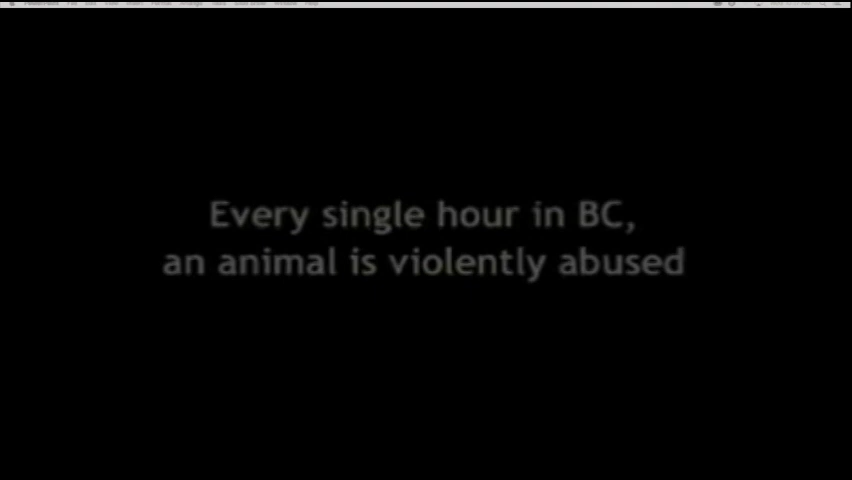 Every single hour in BC,
an animal is violently abused